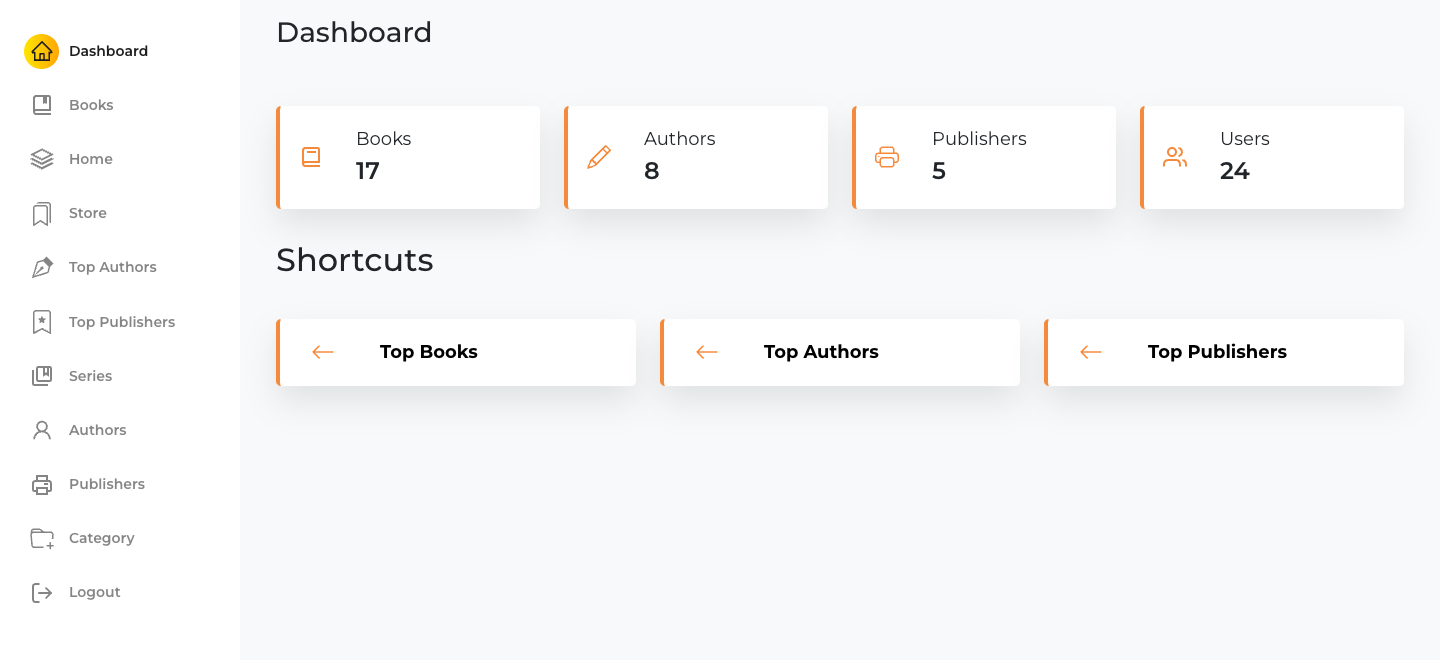 Dashboard
Books
Home
Store
Top Authors
Top Publishers
Series
Authors
Publishers
Category
Logout
Dashboard
Books
17
Authors
8
Publishers
5
Users
24
Shortcuts
Top Books
Top Authors
Top Publishers